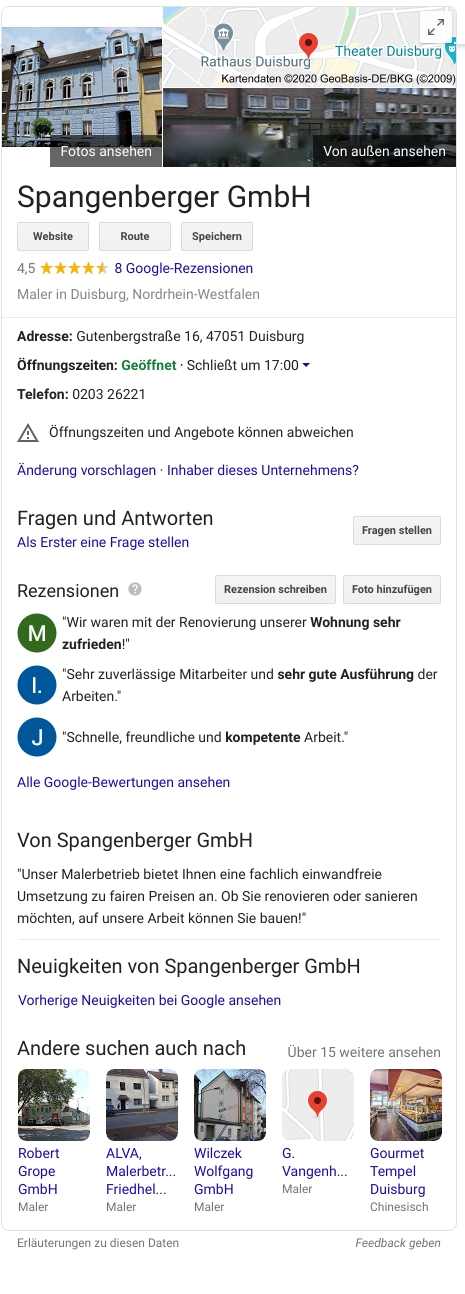 Rathaus Duisburg
Theater Duisburg
Kartendaten ©2020 GeoBasis-DE/BKG (©2009)
Fotos ansehen
Von außen ansehen
Spangenberger GmbH
Website
Route
Speichern
4,5 8 Google-Rezensionen
Maler in Duisburg, Nordrhein-Westfalen
Adresse: Gutenbergstraße 16, 47051 Duisburg
Öffnungszeiten: Geöffnet · Schließt um 17:00
Telefon: 0203 26221
Öffnungszeiten und Angebote können abweichen
Änderung vorschlagen · Inhaber dieses Unternehmens?
Fragen und Antworten
Als Erster eine Frage stellen
Fragen stellen
Rezensionen ?
Rezension schreiben
Foto hinzufügen
M
"Wir waren mit der Renovierung unserer Wohnung sehr
zufrieden!"
I.
"Sehr zuverlässige Mitarbeiter und sehr gute Ausführung der
Arbeiten."
J
"Schnelle, freundliche und kompetente Arbeit."
Alle Google-Bewertungen ansehen
Von Spangenberger GmbH
"Unser Malerbetrieb bietet Ihnen eine fachlich einwandfreie
Umsetzung zu fairen Preisen an. Ob Sie renovieren oder sanieren
möchten, auf unsere Arbeit können Sie bauen!"
Neuigkeiten von Spangenberger GmbH
Vorherige Neuigkeiten bei Google ansehen
Andere suchen auch nach
Über 15 weitere ansehen
Robert
Grope
GmbH
Maler
ALVA,
Malerbetr...
Friedhel...
Maler
Wilczek
Wolfgang
GmbH
Maler
G.
Vangenh...
Maler
Gourmet
Tempel
Duisburg
Chinesisch
Erläuterungen zu diesen Daten
Feedback geben